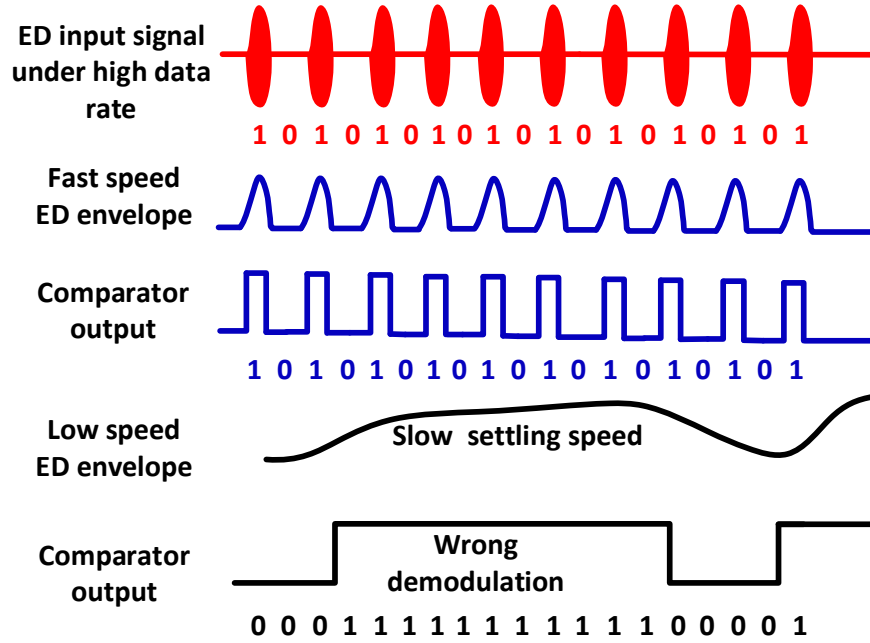 ED input signal
under high data
rate
1 0 1 0 1 0 1 0 1 0 1 0 1 0 1 0 1 0 1
Fast speed
ED envelope
Comparator
output
1 0 1 0 1 0 1 0 1 0 1 0 1 0 1 0 1 0 1
Low speed
ED envelope
Slow settling speed
Comparator
output
Wrong
demodulation
0 0 0 1 1 1 1 1 1 1 1 1 1 1 0 0 0 0 1